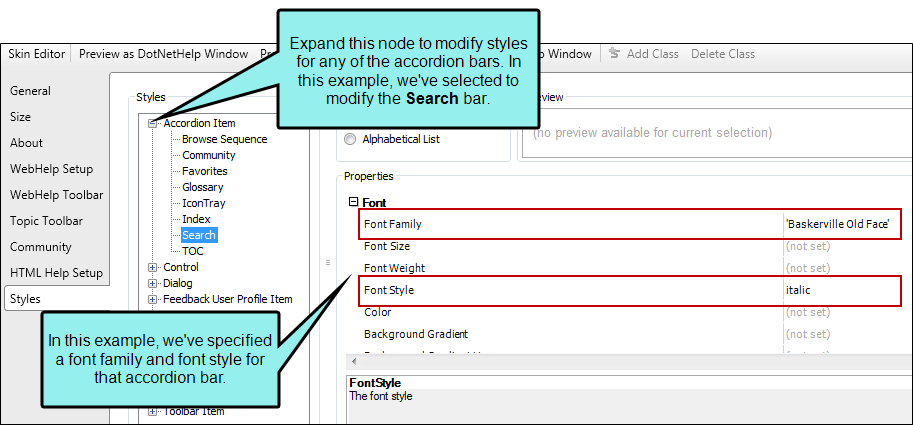 Expand this node to modify styles
for any of the accordion bars. In
this example, we've selected to
modify the Search bar.
Skin Editor Preview as DotNetHelp Window Window Add Class Delete Class
General
Size
About
WebHelp Setup
WebHelp Toolbar
Topic Toolbar
Community
HTML Help Setup
Styles
Styles
Accordion Item
Browse Sequence
Community
Favorites
Glossary
IconTray
Index
Search
TOC
Control
Dialog
Feedback User Profile Item
Toolbar Item
Alphabetical List
(no preview available for current selection)
Properties
Font
Font Family 'Baskerville Old Face'
Font Size (not set)
Font Weight (not set)
Font Style italic
Color (not set)
Background Gradient (not set)
FontStyle
The font style
In this example, we've specified
a font family and font style for
that accordion bar.